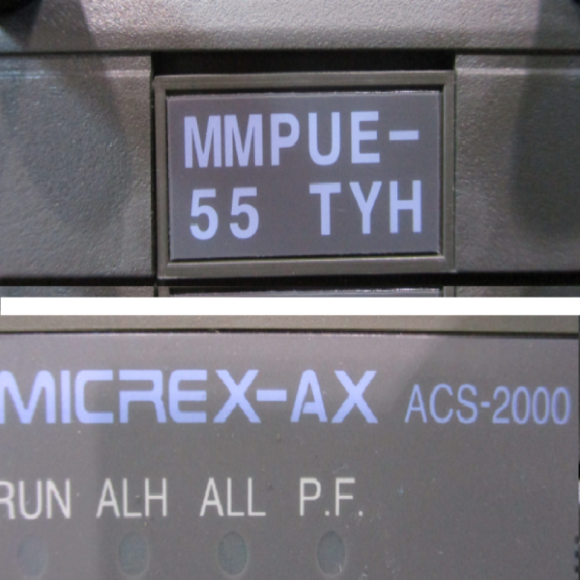 MMPUE-
55 TYH
MICREX-AX ACS-2000
RUN ALH ALL P.F.